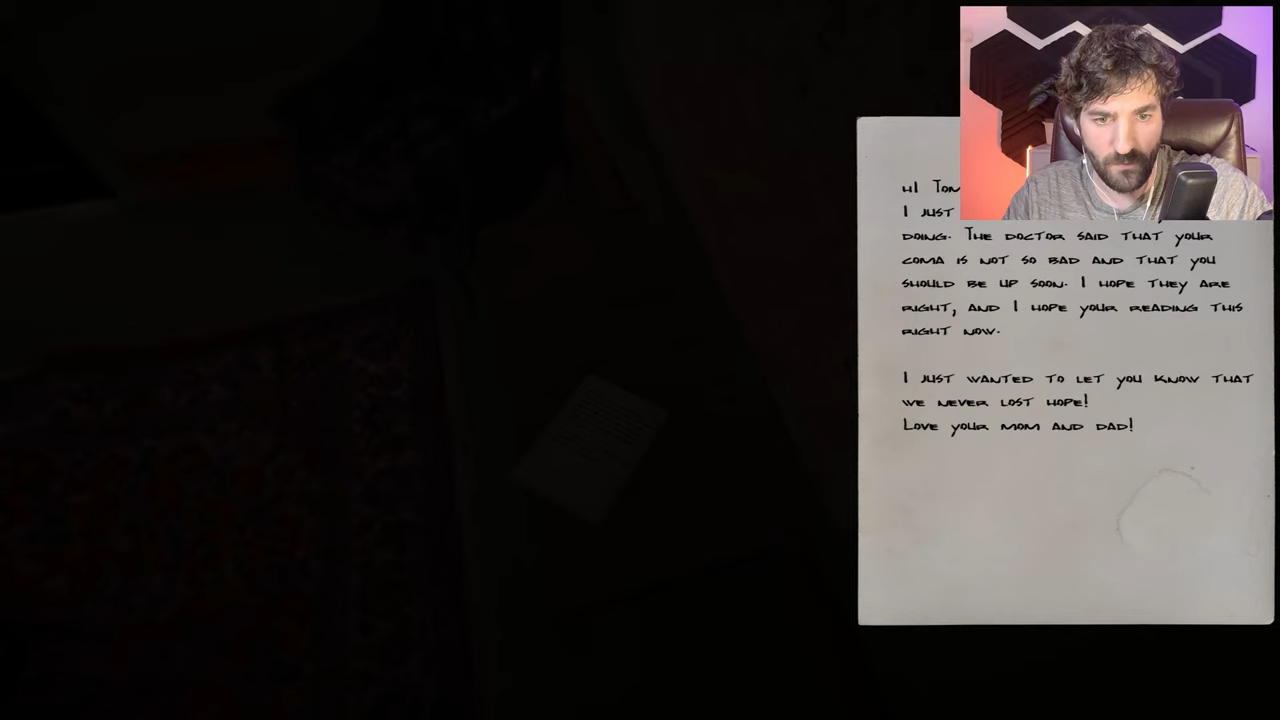 HI
I JUST
DOING. THE DOCTOR SAID THAT YOUR
COMA IS NOT SO BAD AND THAT YOU
SHOULD BE UP SOON. I HOPE THEY ARE
RIGHT, AND I HOPE YOUR READING THIS
RIGHT NOW.
I JUST WANTED TO LET YOU KNOW THAT
WE NEVER LOST HOPE!
LOVE YOUR MOM AND DAD!